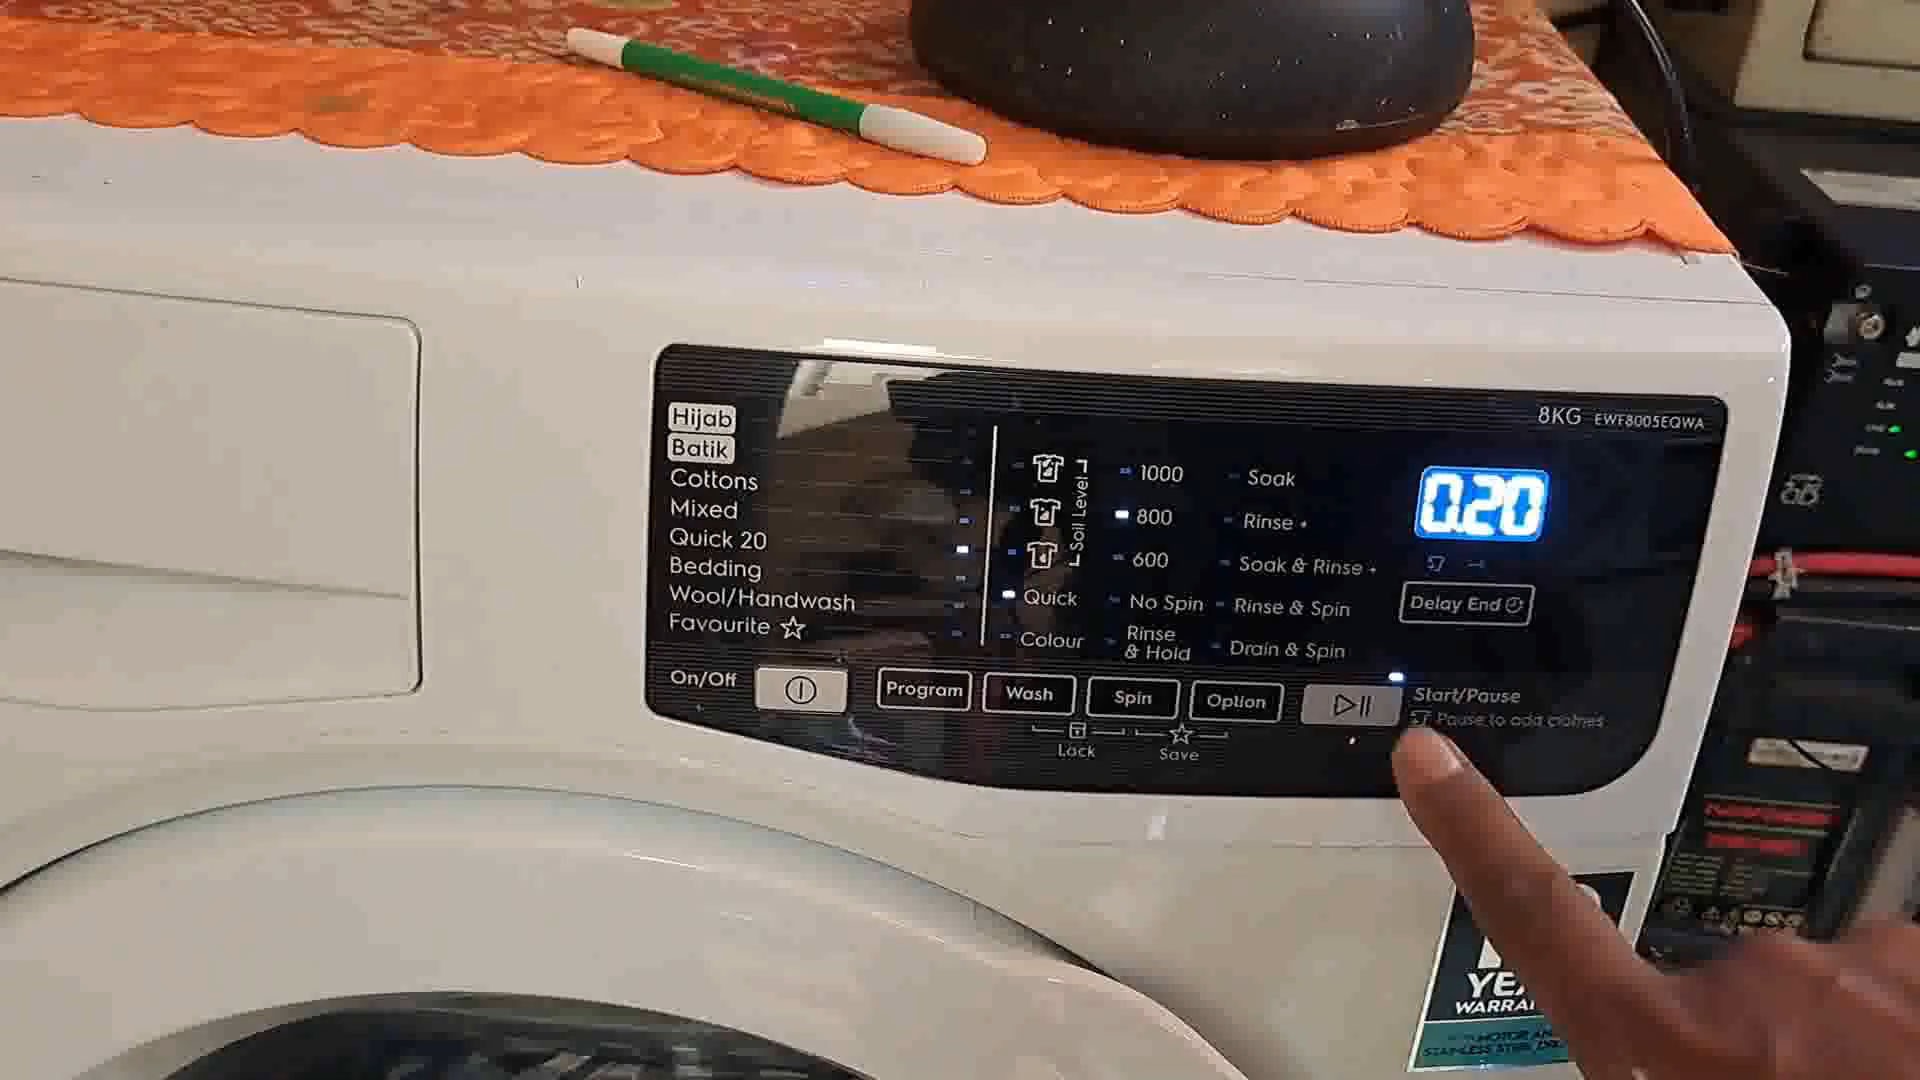 8KG EWF8005EQWA
Hijab
Batik
Cottons
Mixed
Quick 20
Bedding
Wool/Handwash
Favourite
Soil Level
Quick
Colour
1000
800
600
No Spin
Rinse
& Hold
Soak
Rinse +
Soak & Rinse +
Rinse & Spin
Drain & Spin
0.20
Delay End
On/Off
Program
Wash
Spin
Option
Start/Pause
Pause to add clothes
Lock
Save